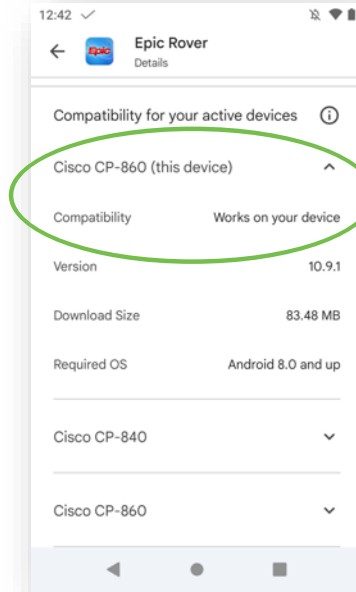 12:42
Epic Rover
Epic
Details
Compatibility for your active devices
Cisco CP-860 (this device)
Compatibility Works on your device
Version 10.9.1
Download Size 83.48 MB
Required OS Android 8.0 and up
Cisco CP-840
Cisco CP-860